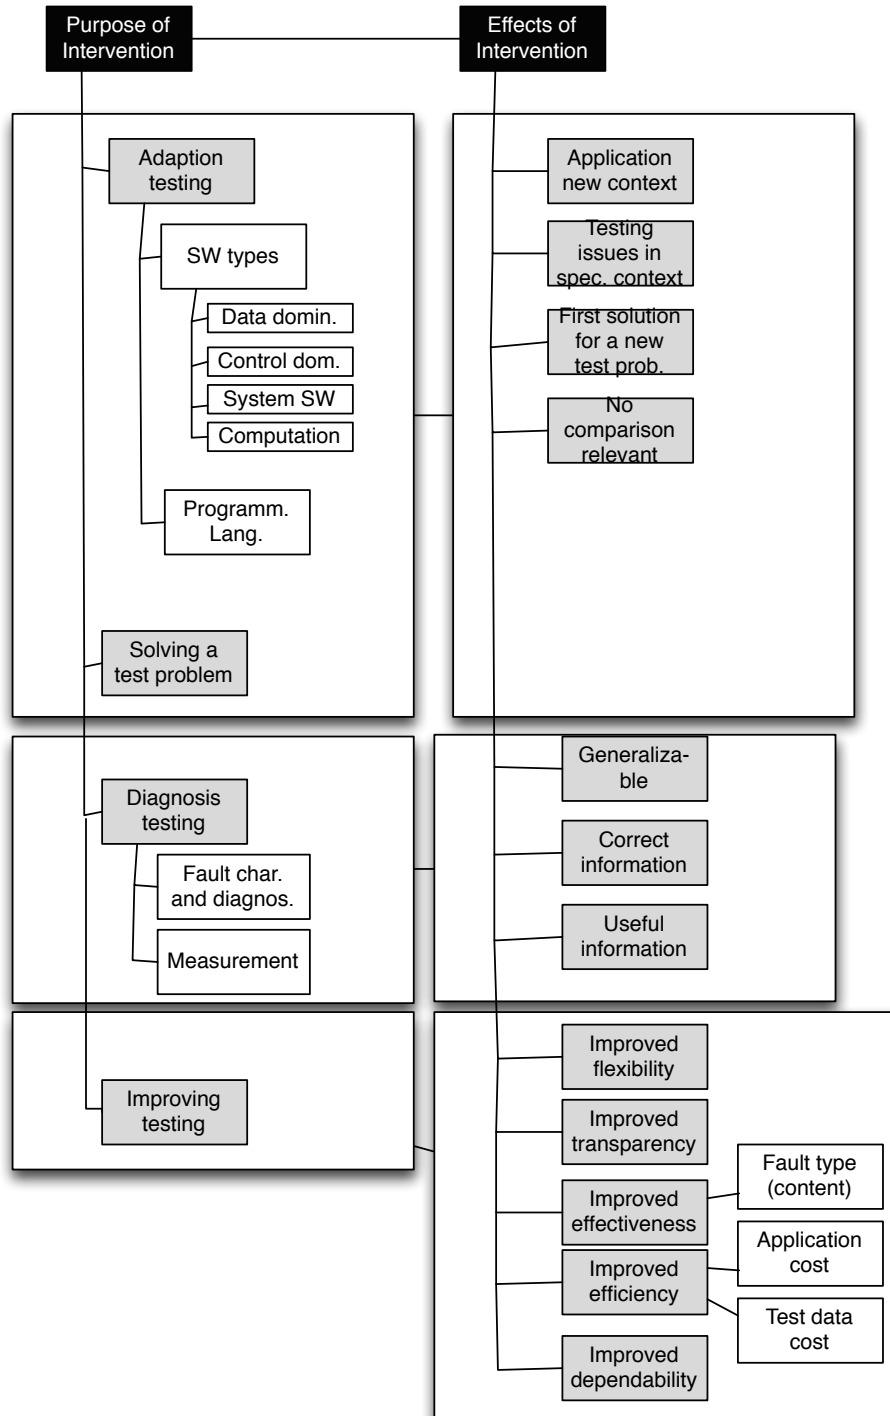 Purpose of
Intervention
Effects of
Intervention
Adaption
testing
SW types
Data domin.
Control dom.
System SW
Computation
Programm.
Lang.
Solving a
test problem
Application
new context
Testing
issues in
spec. context
First solution
for a new
test prob.
No
comparison
relevant
Diagnosis
testing
Fault char.
and diagnos.
Measurement
Generaliza-
ble
Correct
information
Useful
information
Improving
testing
Improved
flexibility
Improved
transparency
Improved
effectiveness
Fault type
(content)
Improved
efficiency
Application
cost
Test data
cost
Improved
dependability